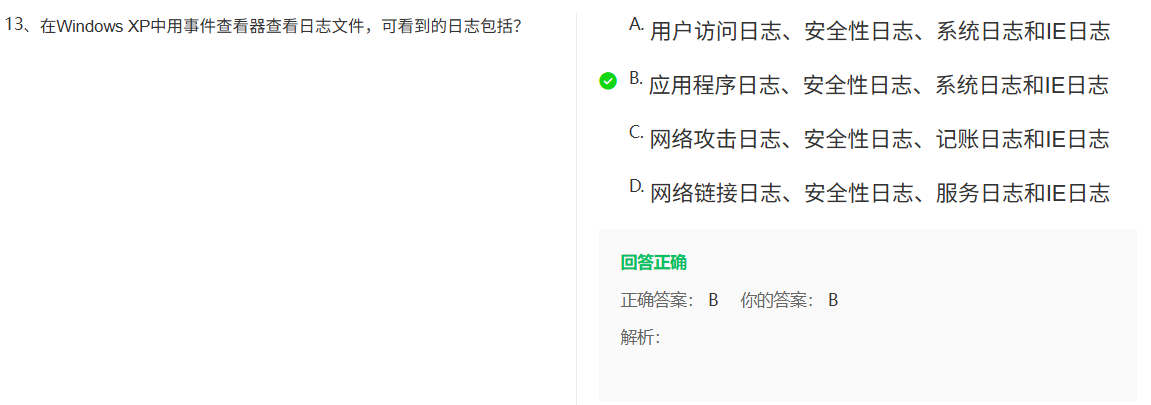 13、在Windows XP中用事件查看器查看日志文件，可看到的日志包括?
A. 用户访问日志、安全性日志、系统日志和IE日志
B. 应用程序日志、安全性日志、系统日志和IE日志
C. 网络攻击日志、安全性日志、记账日志和IE日志
D. 网络链接日志、安全性日志、服务日志和IE日志
回答正确
正确答案： B 你的答案： B
解析：